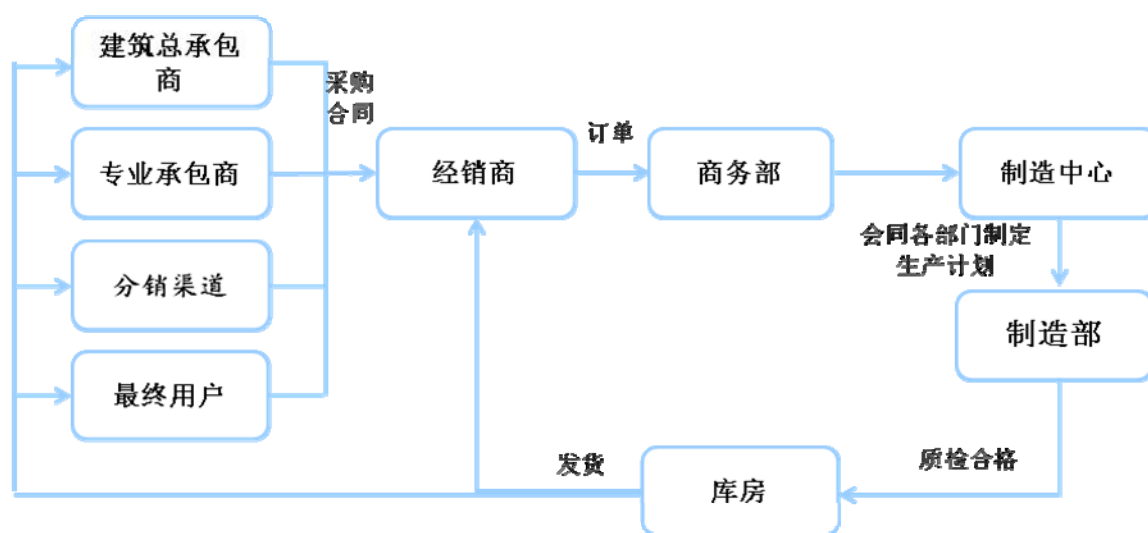 建筑总承包
商
采购
合同
专业承包商
分销渠道
最终用户
经销商
订单
商务部
制造中心
会同各部门制定
生产计划
制造部
质检合格
库房
发货